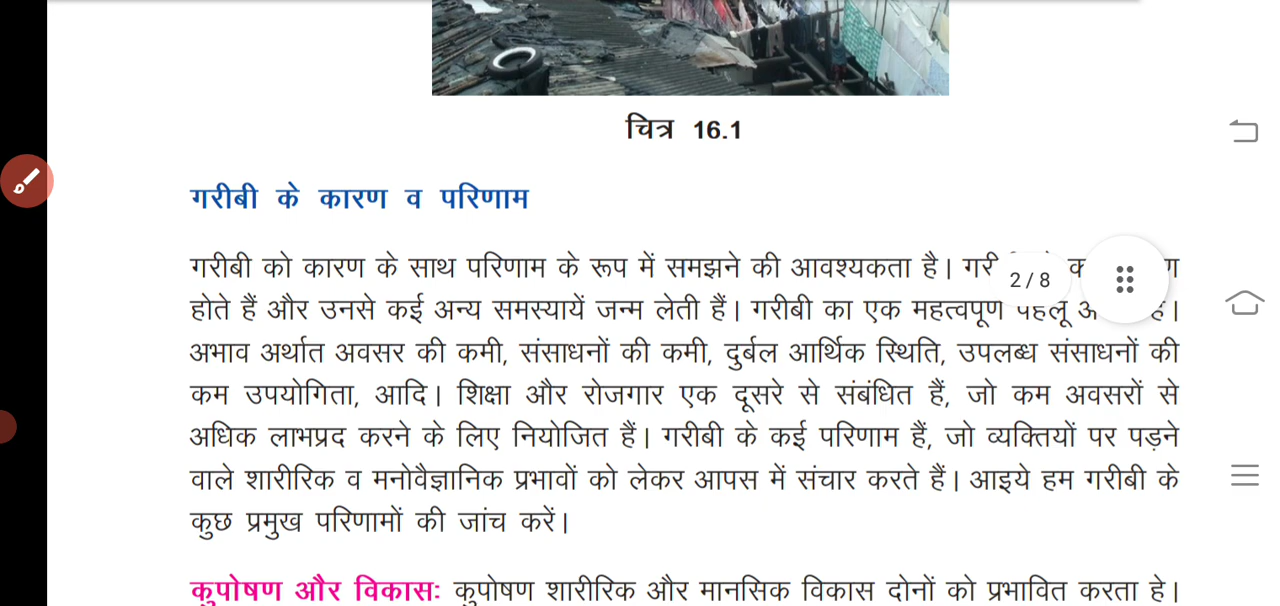 चित्र 16.1
गरीबी के कारण व परिणाम
गरीबी को कारण के साथ परिणाम के रूप में समझने की आवश्यकता है।
2/8
होते हैं और उनसे कई अन्य समस्यायें जन्म लेती हैं। गरीबी का एक महत्वपूण पहलू है।
अभाव अर्थात अवसर की कमी, संसाधनों की कमी, दुर्बल आर्थिक स्थिति, उपलब्ध संसाधनों की
कम उपयोगिता, आदि। शिक्षा और रोजगार एक दूसरे से संबंधित हैं, जो कम अवसरों से
अधिक लाभप्रद करने के लिए नियोजित हैं। गरीबी के कई परिणाम हैं, जो व्यक्तियों पर पड़ने
वाले शारीरिक व मनोवैज्ञानिक प्रभावों को लेकर आपस में संचार करते हैं। आइये हम गरीबी के
कुछ प्रमुख परिणामों की जांच करें।
कुपोषण और विकासः कुपोषण शारीरिक और मानसिक विकास दोनों को प्रभावित करता हे।